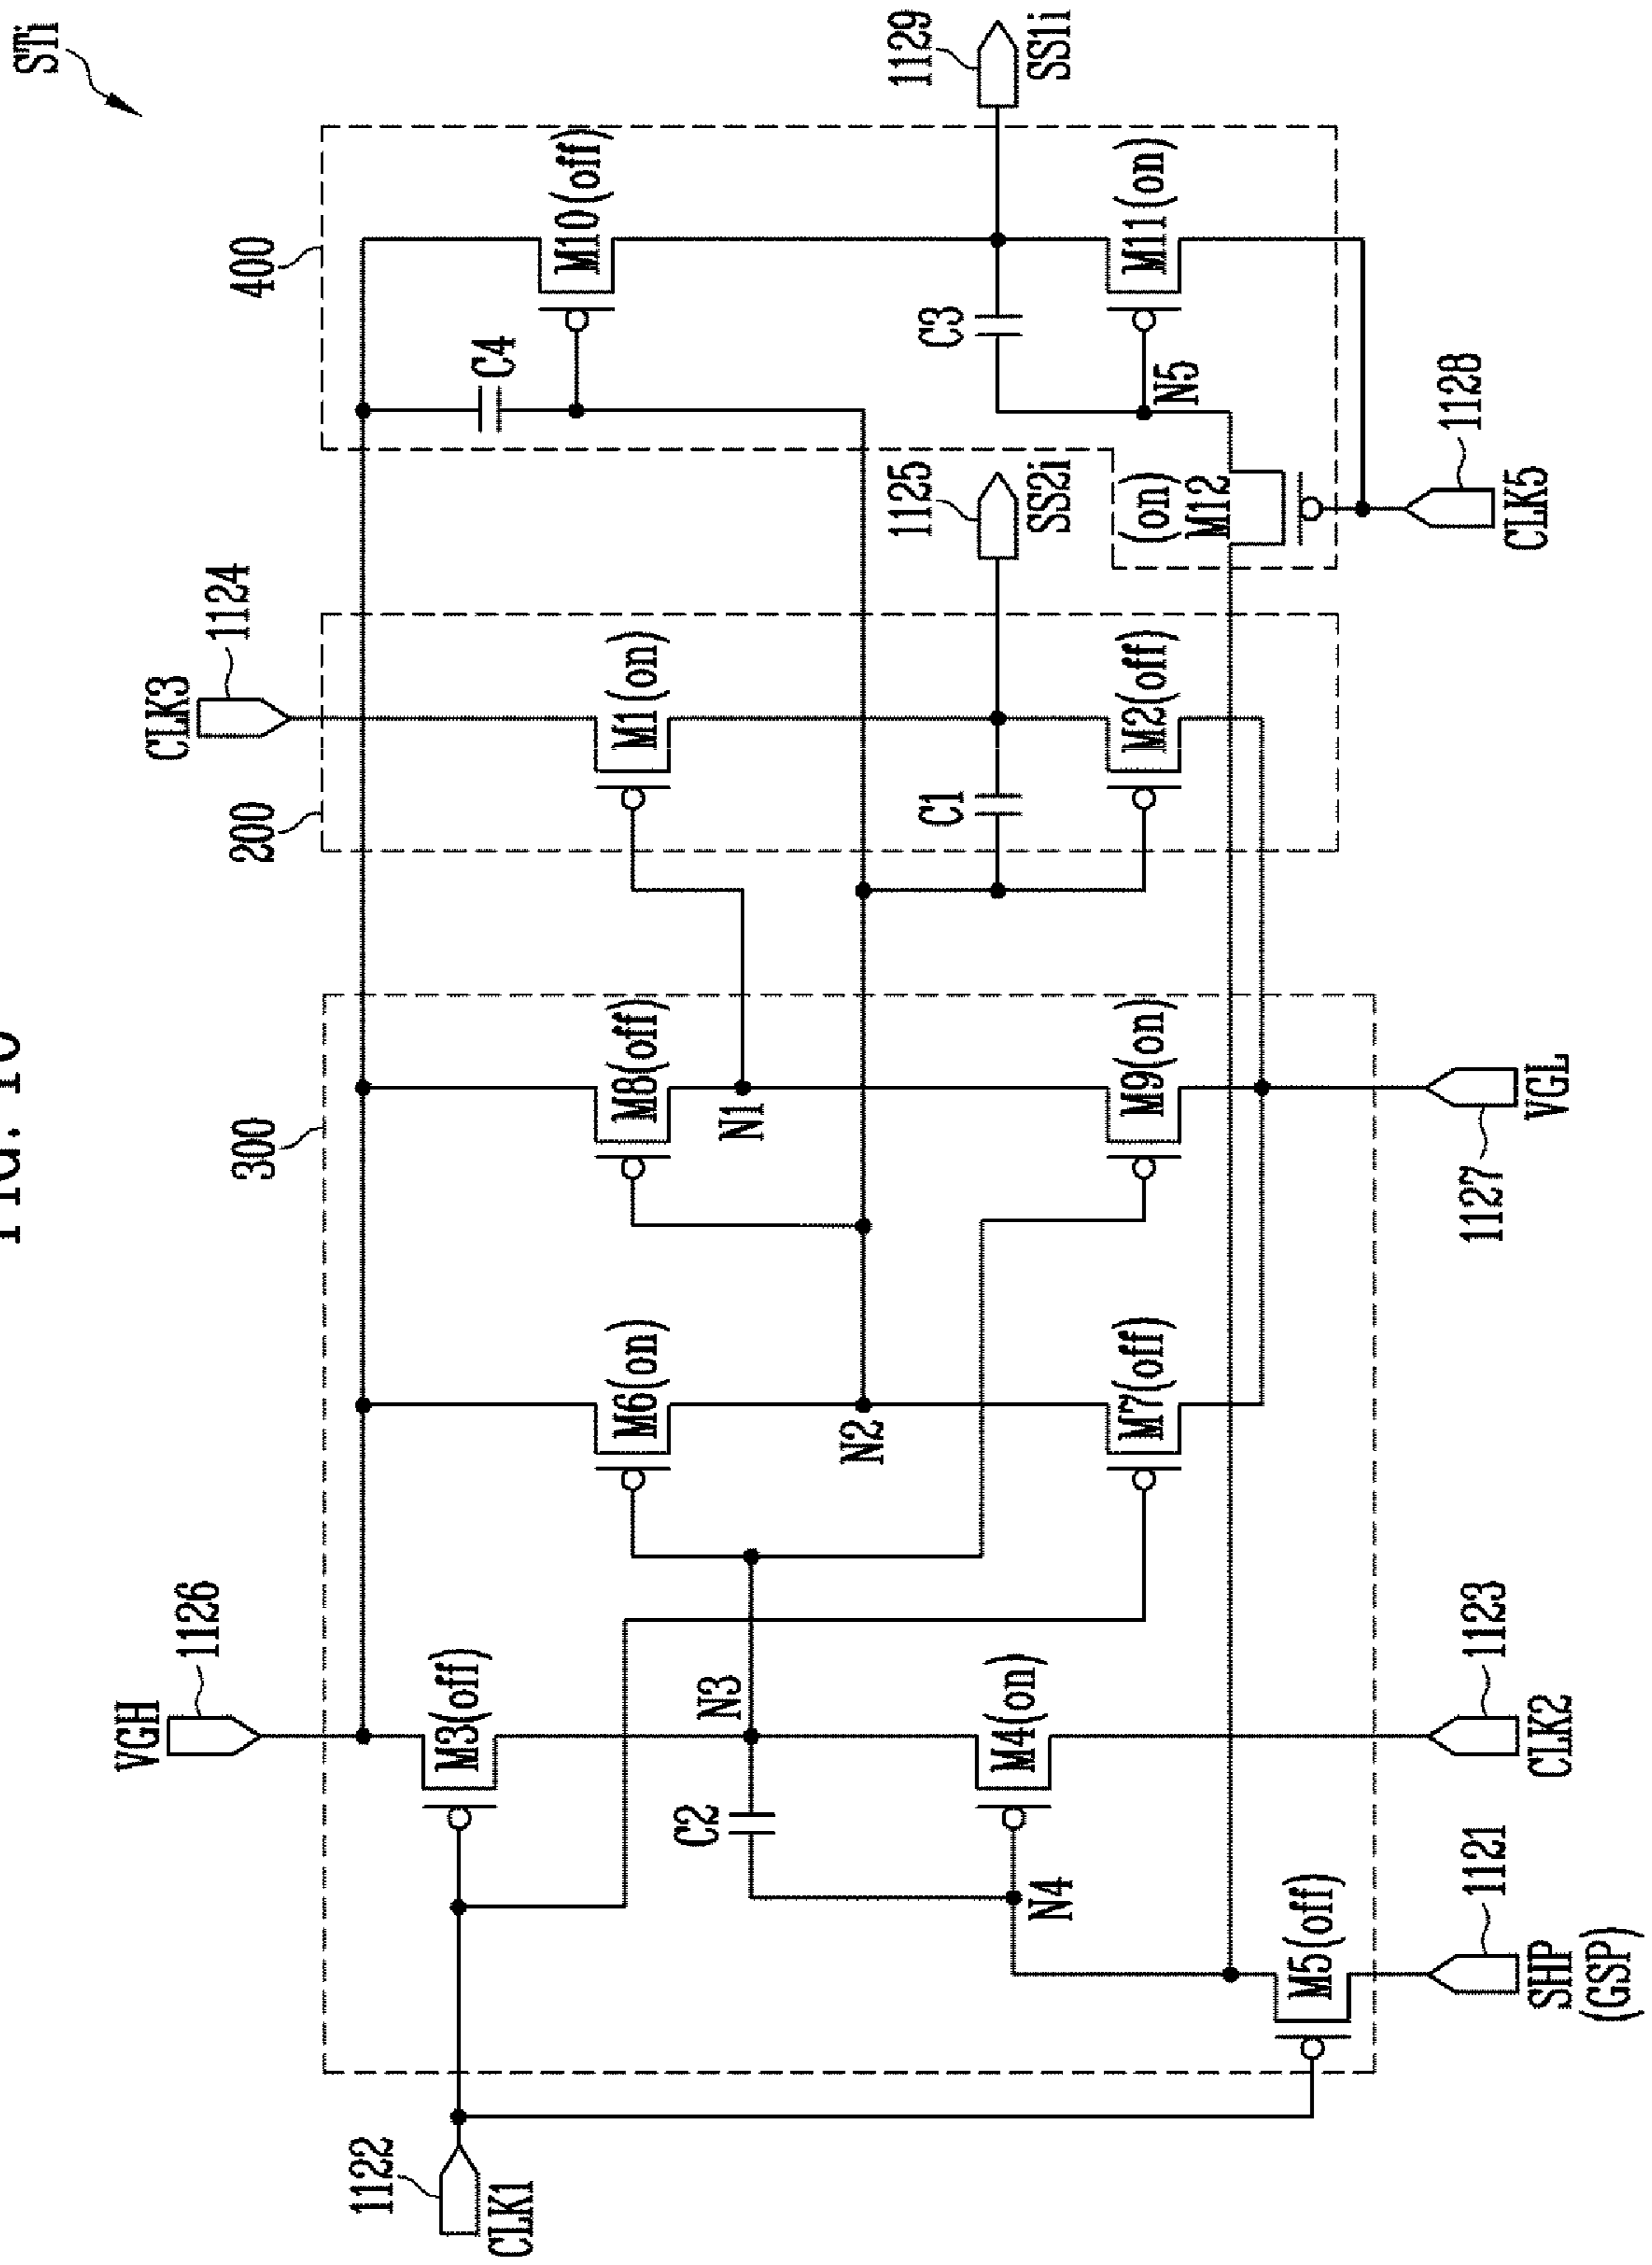 FIG. 10
STi
VGH
1126
CLK3
1124
300
200
400
M3(off)
M6(on)
M8(off)
M1(on)
C4
M10(off)
C2
N3
N1
N2
C1
1125
SS2i
C3
1129
SS1i
N4
M4(on)
M7(off)
M9(on)
M2(off)
(on)
M12
N5
M11(on)
M5(off)
1122
CLK1
SHP
(GSP)
1121
CLK2
1123
1127
VGL
CLK5
1128